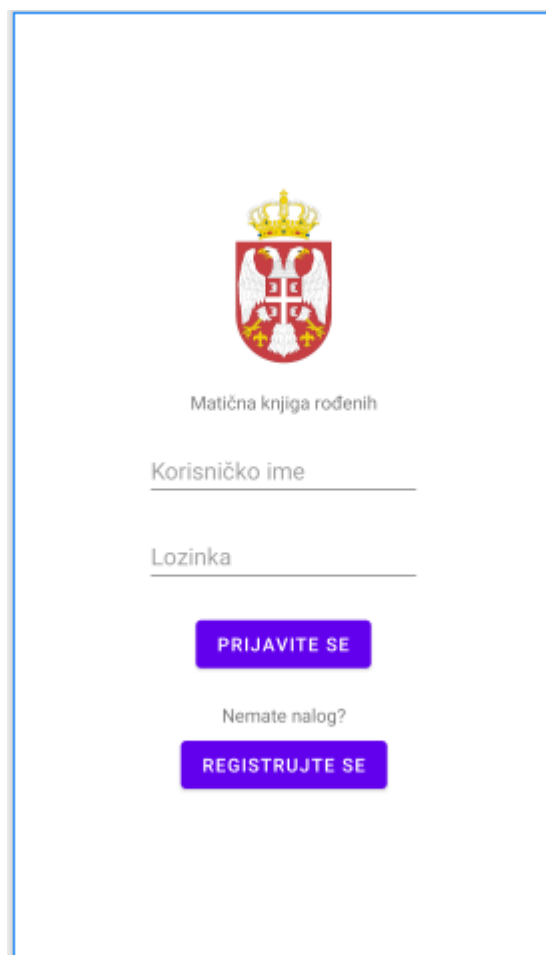 Matična knjiga rođenih
Korisničko ime
Lozinka
PRIJAVITE SE
Nemate nalog?
REGISTRUJTE SE